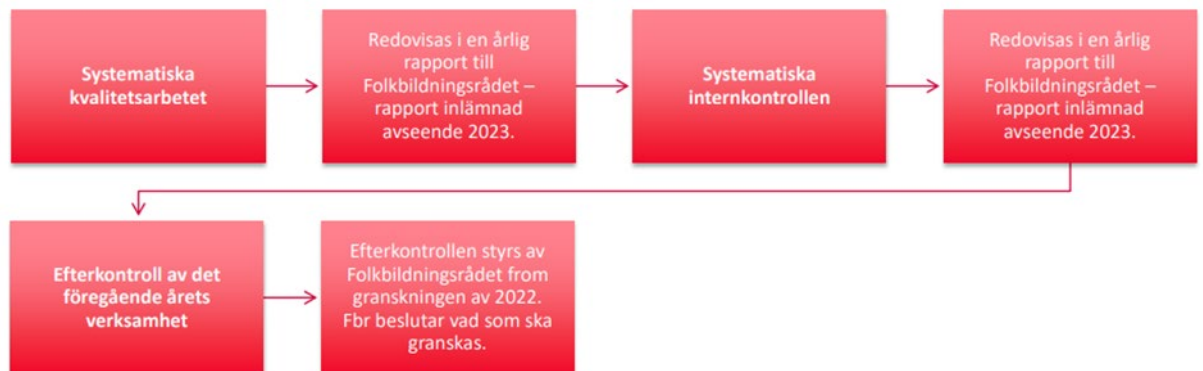 Systematiska
kvalitetsarbetet
Redovisas i en årlig
rapport till
Folkbildningsrådet –
rapport inlämnad
avseende 2023.
Systematiska
internkontrollen
Redovisas i en årlig
rapport till
Folkbildningsrådet –
rapport inlämnad
avseende 2023.
Efterkontroll av det
föregående årets
verksamhet
Efterkontrollen styrs av
Folkbildningsrådet from
granskningen av 2022.
Fbr beslutar vad som ska
granskas.